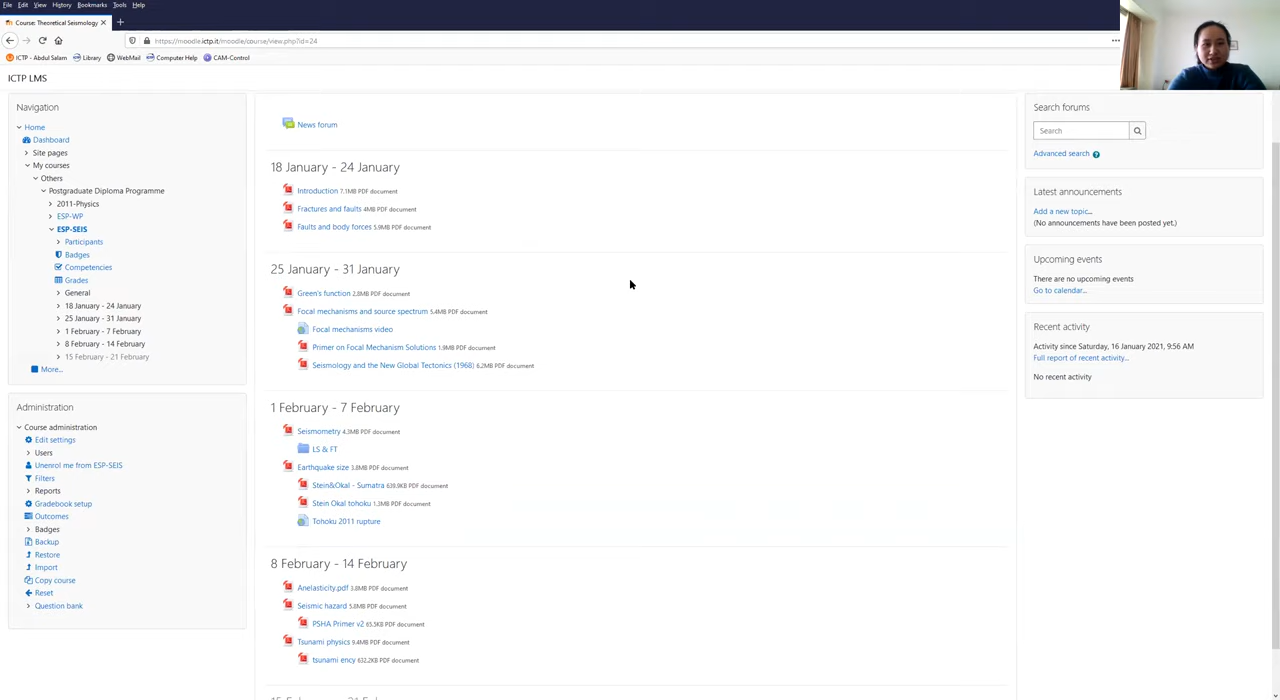 File Edit View History Bookmarks Tools Help
Course: Theoretical Seismology
https://moodle.ictp.it/moodle/course/view.php?id=24
ICTP - Abdul Salam Library WebMail Computer Help CAM-Control
ICTP LMS
Navigation
Home
Dashboard
Site pages
My courses
Others
Postgraduate Diploma Programme
2011-Physics
ESP-WP
ESP-SEIS
Participants
Badges
Competencies
Grades
General
18 January - 24 January
25 January - 31 January
1 February - 7 February
8 February - 14 February
15 February - 21 February
More...
Administration
Course administration
Edit settings
Users
Unenrol me from ESP-SEIS
Filters
Reports
Gradebook setup
Outcomes
Badges
Backup
Restore
Import
Copy course
Reset
Question bank
News forum
18 January - 24 January
Introduction 7.1MB PDF document
Fractures and faults 4MB PDF document
Faults and body forces 5.9MB PDF document
25 January - 31 January
Green's function 2.8MB PDF document
Focal mechanisms and source spectrum 5.4MB PDF document
Focal mechanisms video
Primer on Focal Mechanism Solutions 1.9MB PDF document
Seismology and the New Global Tectonics (1968) 6.2MB PDF document
1 February - 7 February
Seismometry 4.3MB PDF document
LS & FT
Earthquake size 3.8MB PDF document
Stein&Okal - Sumatra 639.9KB PDF document
Stein Okal tohoku 1.3MB PDF document
Tohoku 2011 rupture
8 February - 14 February
Anelasticity.pdf 3.8MB PDF document
Seismic hazard 5.6MB PDF document
PSHA Primer v2 65.5KB PDF document
Tsunami physics 9.4MB PDF document
tsunami ency 632.2KB PDF document
Search forums
Search
Advanced search
Latest announcements
Add a new topic...
(No announcements have been posted yet.)
Upcoming events
There are no upcoming events
Go to calendar...
Recent activity
Activity since Saturday, 16 January 2021, 9:56 AM
Full report of recent activity...
No recent activity